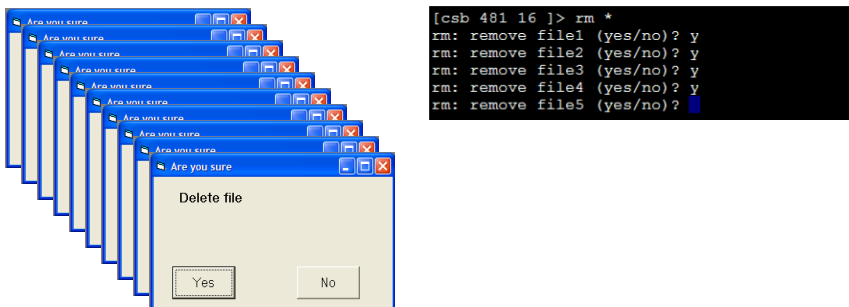 Are you sure
Are you sure
Are you sure
Are you sure
Are you sure
Are you sure
Are you sure
Are you sure
Are you sure
Are you sure
Delete file
Yes
No
[csb 481 16 ]> rm *
rm: remove file1 (yes/no)? y
rm: remove file2 (yes/no)? y
rm: remove file3 (yes/no)? y
rm: remove file4 (yes/no)? y
rm: remove file5 (yes/no)?